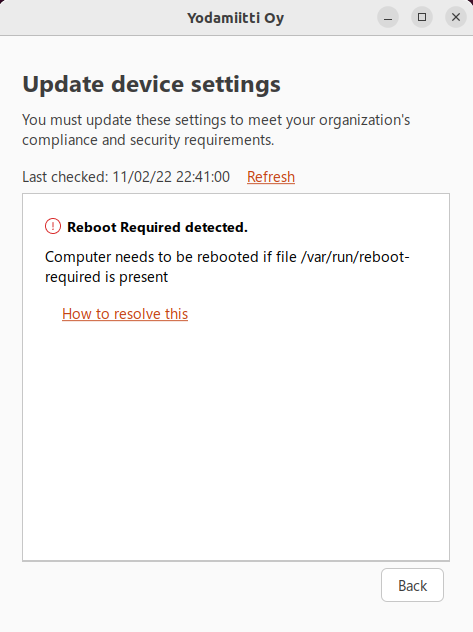 Yodamiitti Oy
Update device settings
You must update these settings to meet your organization's
compliance and security requirements.
Last checked: 11/02/22 22:41:00 Refresh
Reboot Required detected.
Computer needs to be rebooted if file /var/run/reboot-
required is present
How to resolve this
Back